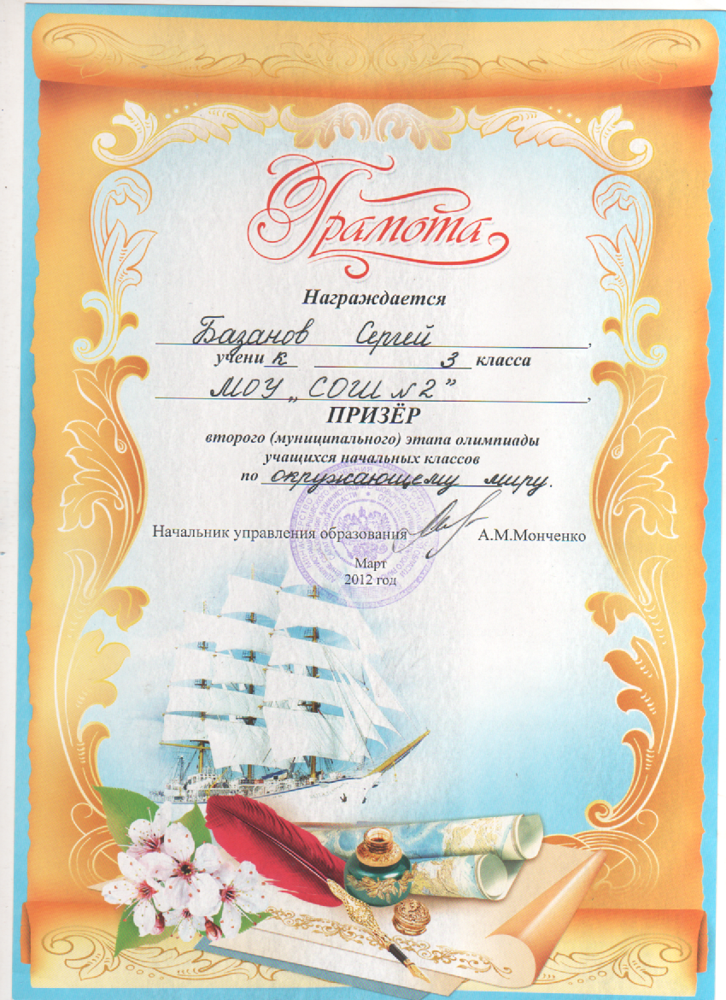 Грамота
Награждается
Базанов Сергей,
учени к 3 класса
МОУ „СОШ №2”,
ПРИЗЁР
второго (муниципального) этапа олимпиады
учащихся начальных классов
по окружающему миру.
Начальник управления образования А.М.Монченко
Март
2012 год